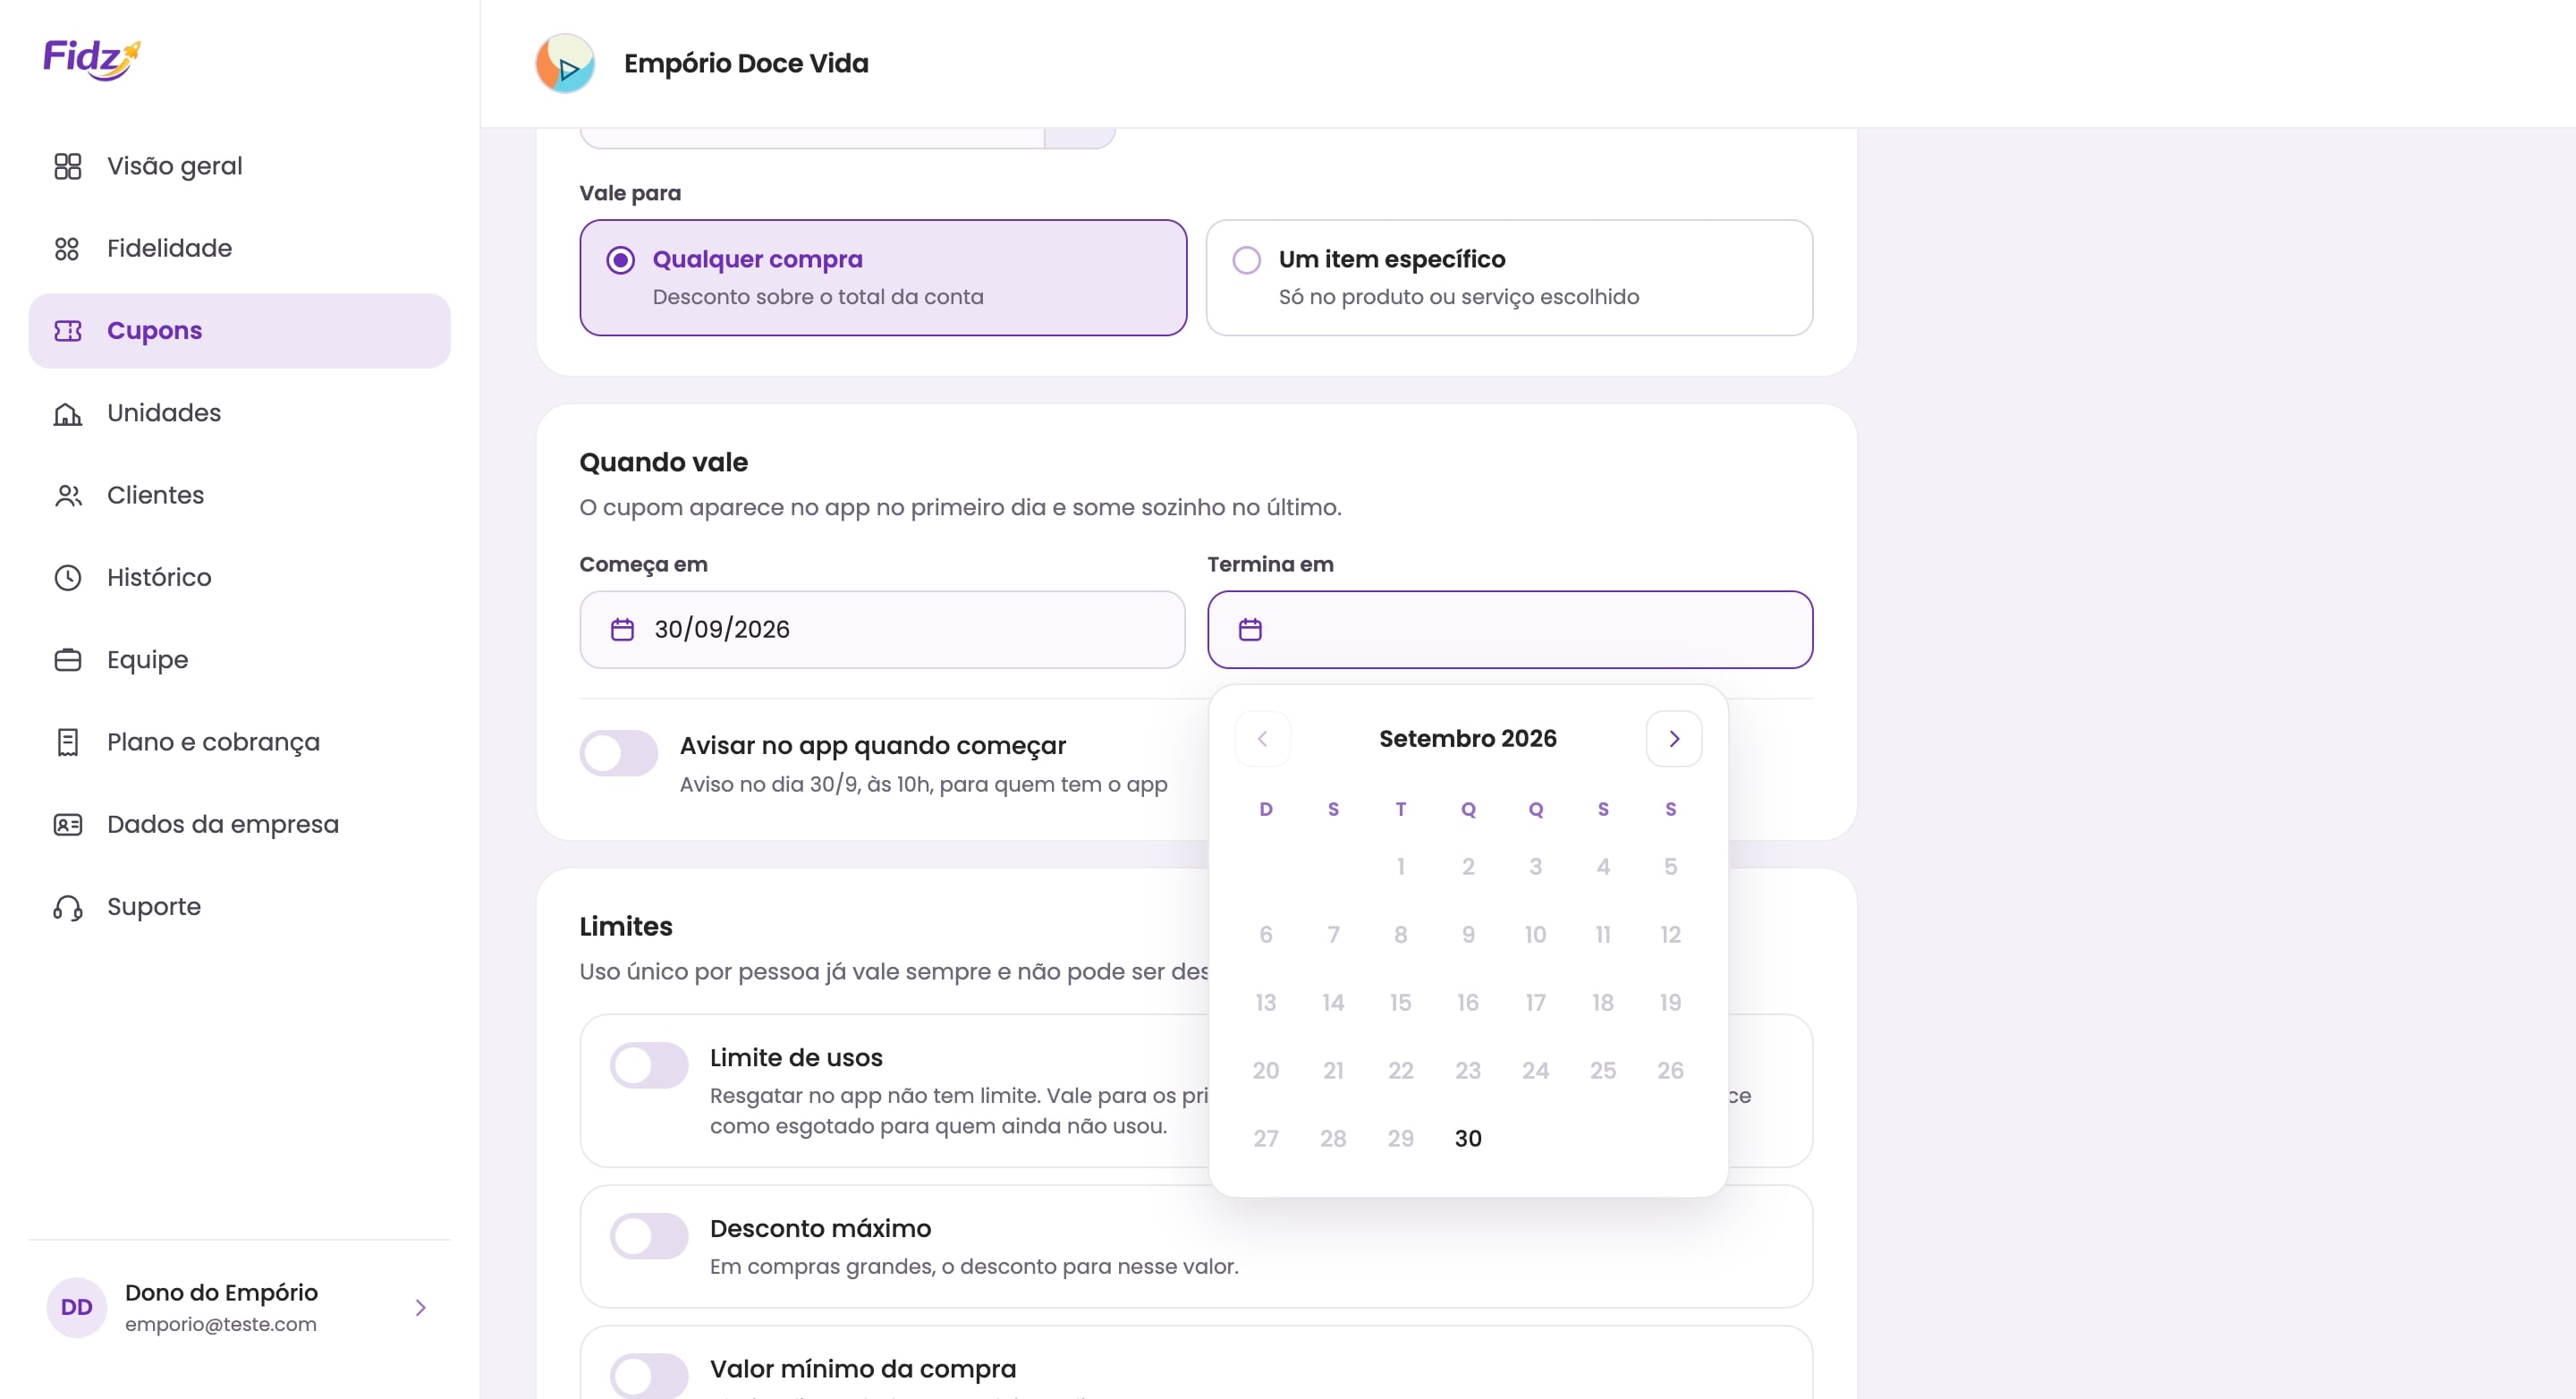 Fidz
Visão geral
Fidelidade
Cupons
Unidades
Clientes
Histórico
Equipe
Plano e cobrança
Dados da empresa
Suporte
DD
Dono do Empório
emporio@teste.com
Empório Doce Vida
Vale para
Qualquer compra
Desconto sobre o total da conta
Um item específico
Só no produto ou serviço escolhido
Quando vale
O cupom aparece no app no primeiro dia e some sozinho no último.
Começa em
30/09/2026
Termina em
Avisar no app quando começar
Aviso no dia 30/9, às 10h, para quem tem o app
Setembro 2026
D S T Q Q S S
1 2 3 4 5
6 7 8 9 10 11 12
13 14 15 16 17 18 19
20 21 22 23 24 25 26
27 28 29 30
Limites
Uso único por pessoa já vale sempre e não pode ser des
Limite de usos
Resgatar no app não tem limite. Vale para os pri ce
como esgotado para quem ainda não usou.
Desconto máximo
Em compras grandes, o desconto para nesse valor.
Valor mínimo da compra